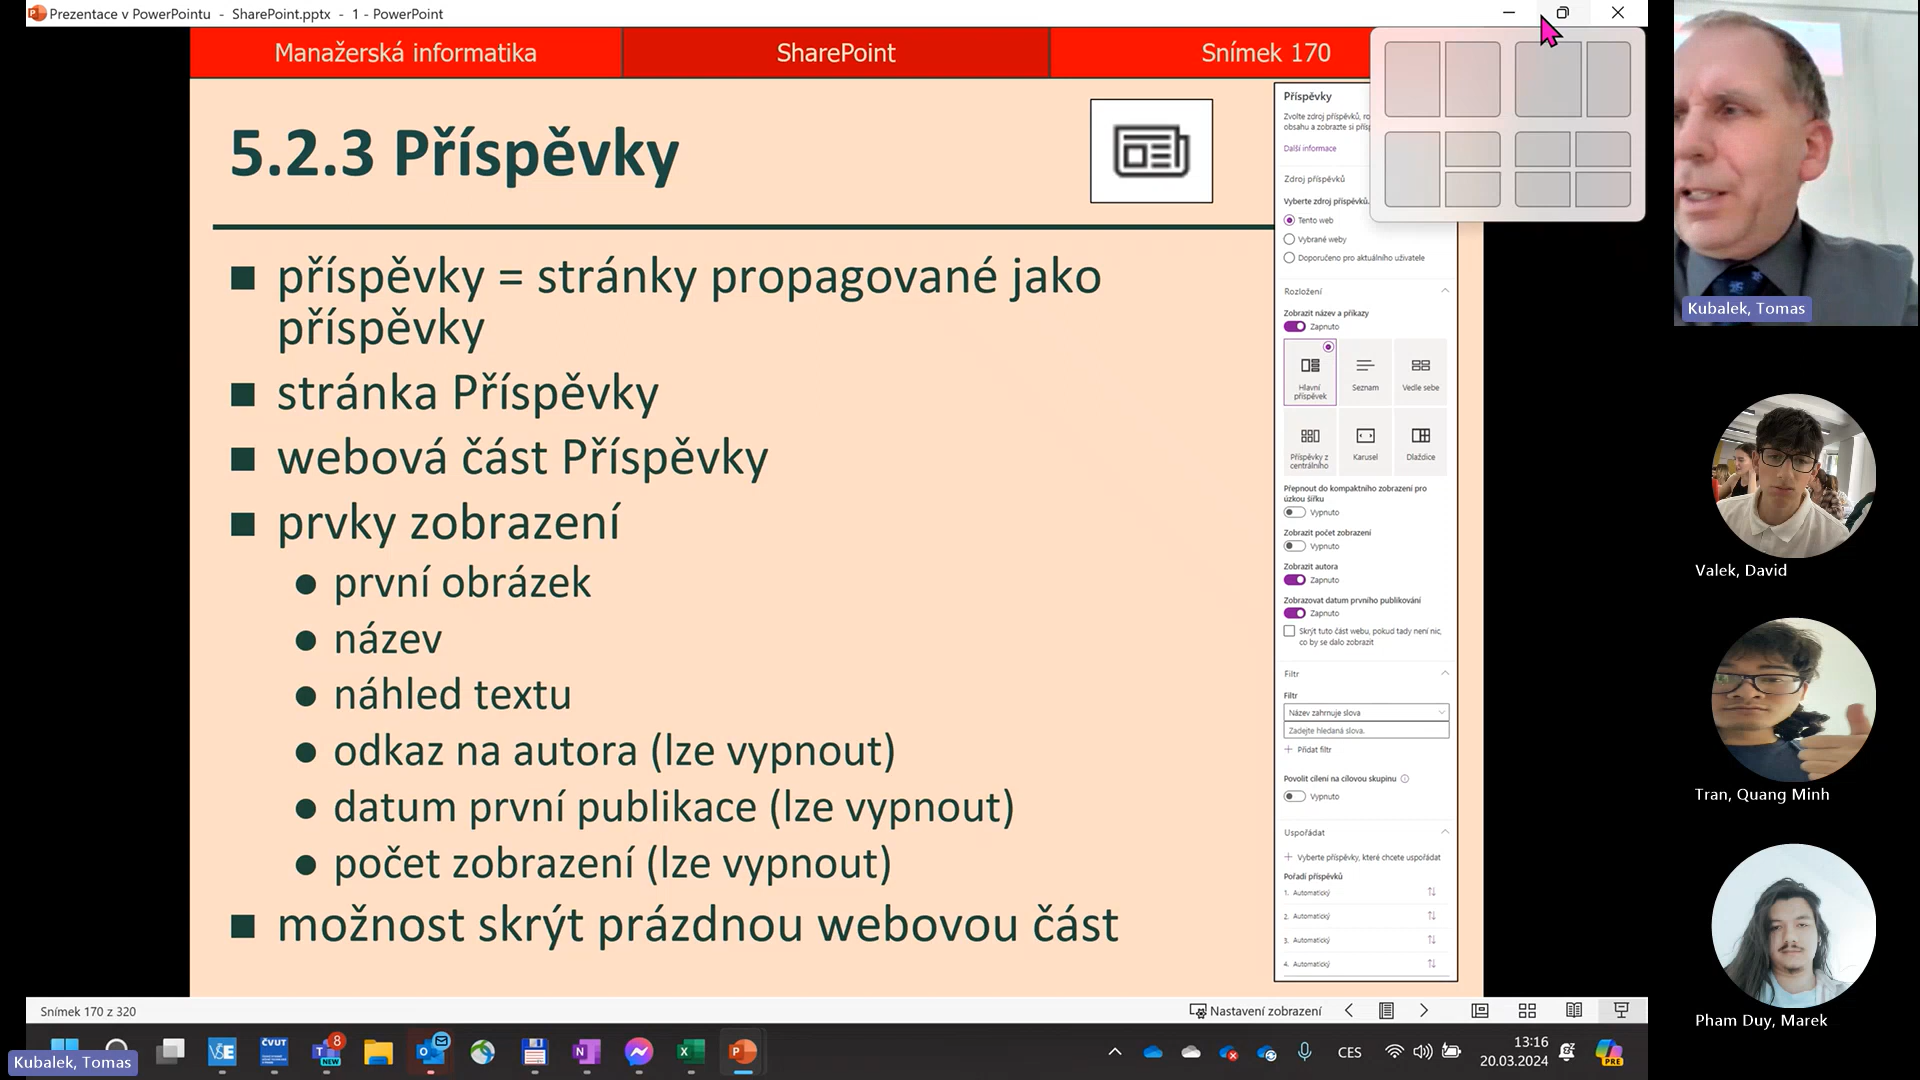 Prezentace v PowerPointu - SharePoint.pptx - 1 - PowerPoint
Manažerská informatika
SharePoint
Snímek 170
5.2.3 Příspěvky
příspěvky = stránky propagované jako
příspěvky
stránka Příspěvky
webová část Příspěvky
prvky zobrazení
první obrázek
název
náhled textu
odkaz na autora (lze vypnout)
datum první publikace (lze vypnout)
počet zobrazení (lze vypnout)
možnost skrýt prázdnou webovou část
Příspěvky
Zvolte zdroj příspěvků,
obsahu a zobrazte si
Další informace
Zdroj příspěvků
Vyberte zdroj příspěvků.
Tento web
Vybrané weby
Doporučeno pro aktuálního uživatele
Rozložení
Zobrazit název a příkazy
Zapnuto
Hlavní příspěvek
Seznam
Vedle sebe
Příspěvky z centrálního
Karusel
Dlaždice
Přepnout do kompaktního zobrazení pro
úzkou šířku
Vypnuto
Zobrazit počet zobrazení
Vypnuto
Zobrazit autora
Zapnuto
Zobrazovat datum prvního publikování
Zapnuto
Skrýt tuto část webu, pokud tady není nic,
co by se dalo zobrazit
Filtr
Filtr
Název zahrnuje slova
Zadejte hledaná slova.
Přidat filtr
Povolit cílení na cílovou skupinu
Vypnuto
Uspořádat
Vyberte příspěvky, které chcete uspořádat
Pořadí příspěvků
1. Automatický
2. Automatický
3. Automatický
4. Automatický
Kubalek, Tomas
Valek, David
Tran, Quang Minh
Pham Duy, Marek
Snímek 170 z 320
Nastavení zobrazení
Kubalek, Tomas
VŠE
ČVUT
8
NEW
CES
13:16
20.03.2024
PRE